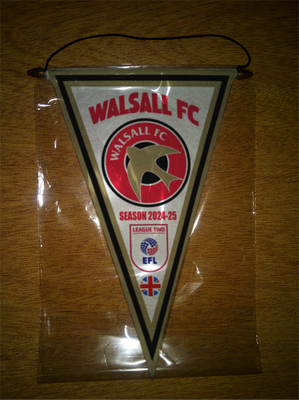 WALSALL FC
WALSALL FC
SEASON 2024-25
LEAGUE TWO
EFL